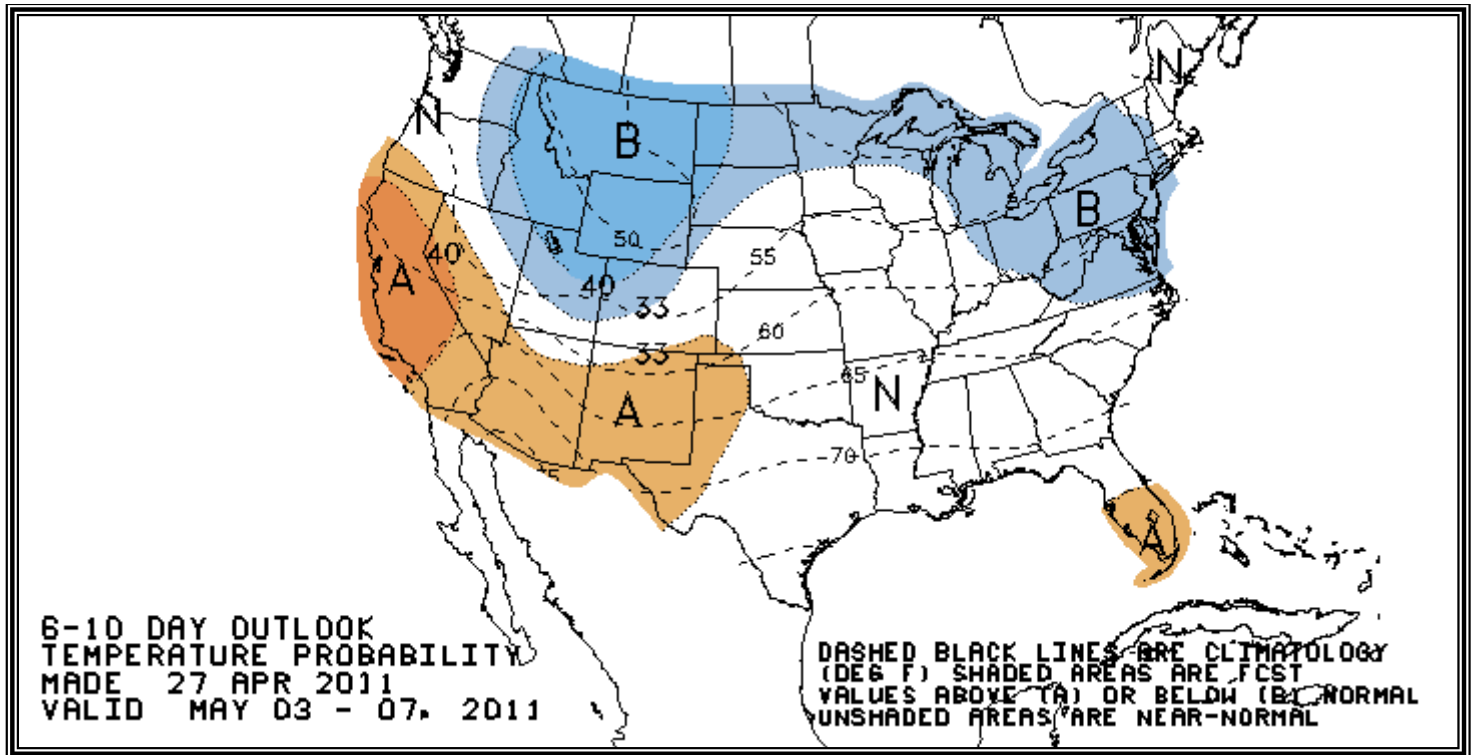 N
N
B
B
50
40
A
40
55
33
33
60
A
65
N
70
A
6-10 DAY OUTLOOK
TEMPERATURE PROBABILITY
MADE 27 APR 2011
VALID MAY 03 - 07, 2011
DASHED BLACK LINES ARE CLIMATOLOGY
(DEG F) SHADED AREAS ARE FCST
VALUES ABOVE (A) OR BELOW (B) NORMAL
UNSHADED AREAS ARE NEAR-NORMAL